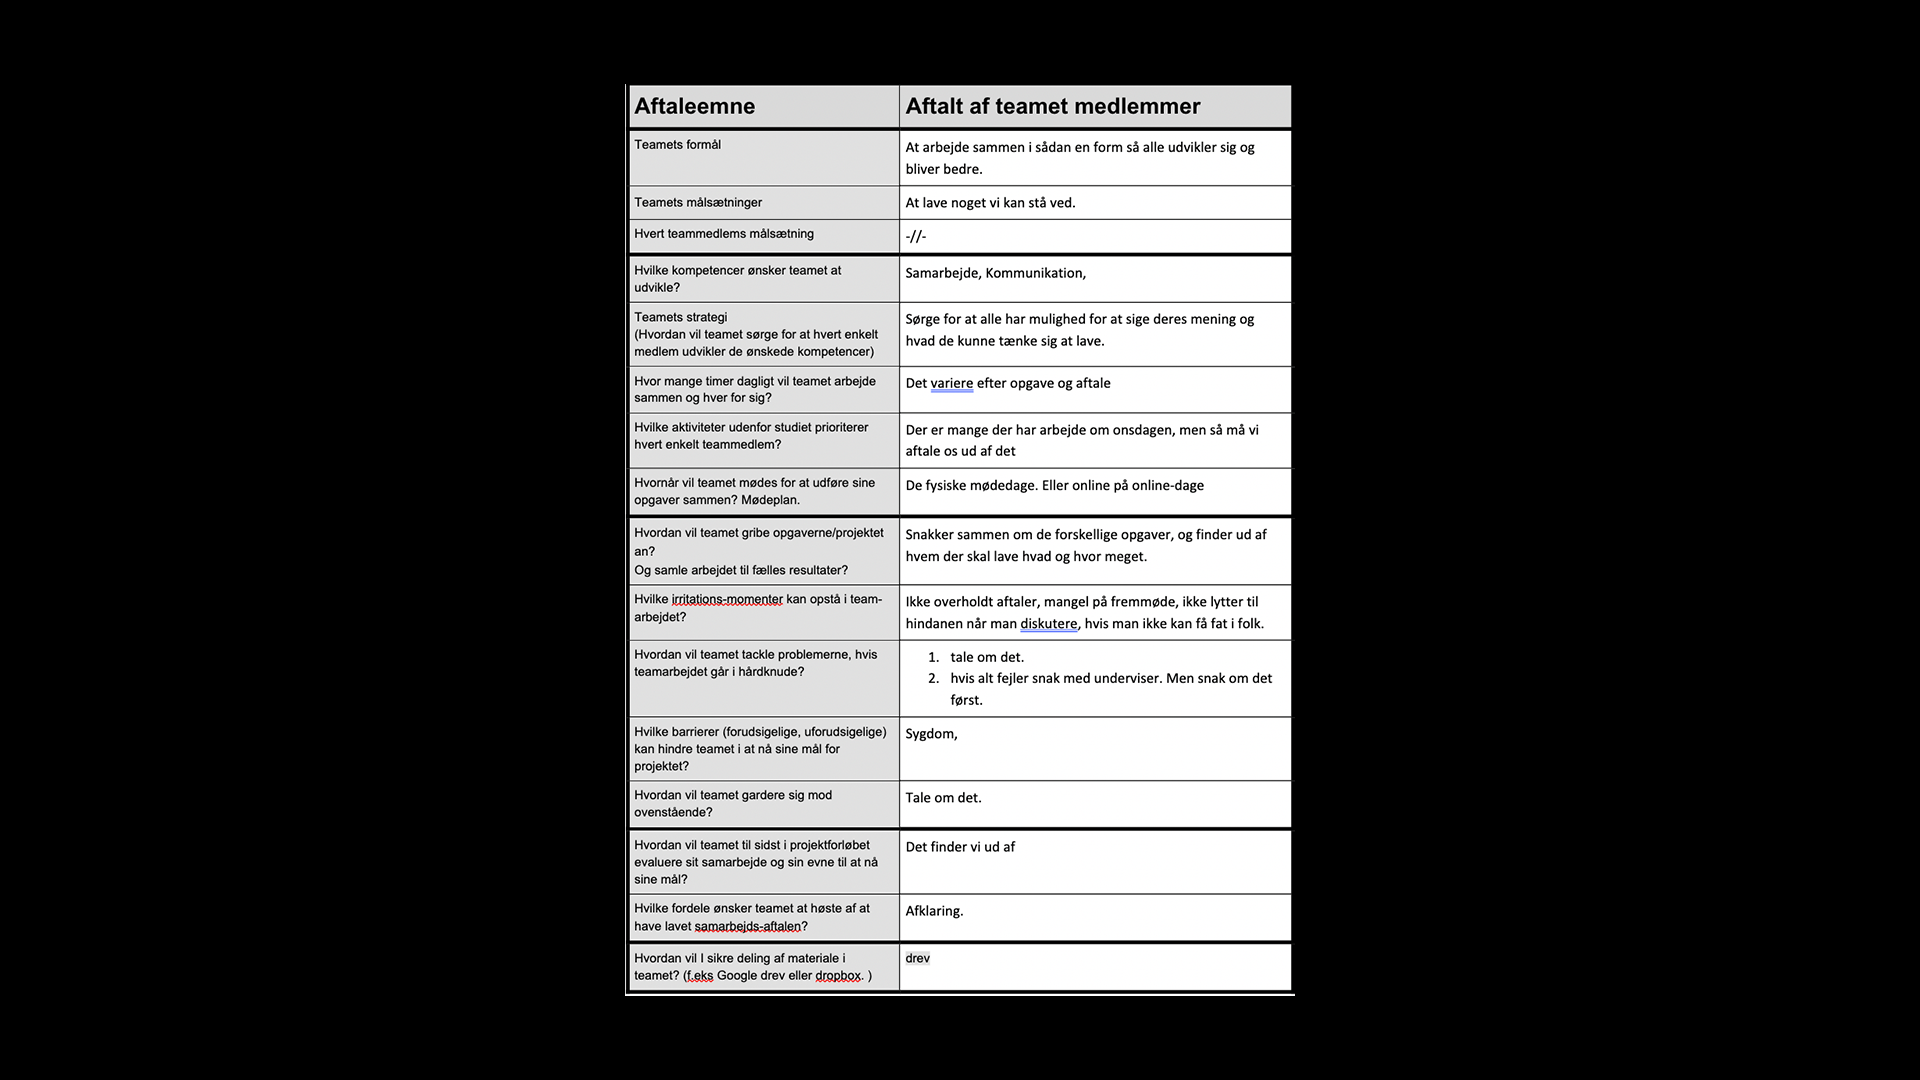 Aftaleemne
Aftalt af teamet medlemmer
Teamets formål
At arbejde sammen i sådan en form så alle udvikler sig og
bliver bedre.
Teamets målsætninger
At lave noget vi kan stå ved.
Hvert teammedlems målsætning
-//-
Hvilke kompetencer ønsker teamet at
udvikle?
Samarbejde, Kommunikation,
Teamets strategi
(Hvordan vil teamet sørge for at hvert enkelt
medlem udvikler de ønskede kompetencer)
Sørge for at alle har mulighed for at sige deres mening og
hvad de kunne tænke sig at lave.
Hvor mange timer dagligt vil teamet arbejde
sammen og hver for sig?
Det variere efter opgave og aftale
Hvilke aktiviteter udenfor studiet prioriterer
hvert enkelt teammedlem?
Der er mange der har arbejde om onsdagen, men så må vi
aftale os ud af det
Hvornår vil teamet mødes for at udføre sine
opgaver sammen? Mødeplan.
De fysiske mødedage. Eller online på online-dage
Hvordan vil teamet gribe opgaverne/projektet
an?
Og samle arbejdet til fælles resultater?
Snakker sammen om de forskellige opgaver, og finder ud af
hvem der skal lave hvad og hvor meget.
Hvilke irritations-momenter kan opstå i team-
arbejdet?
Ikke overholdt aftaler, mangel på fremmøde, ikke lytter til
hindanen når man diskutere, hvis man ikke kan få fat i folk.
Hvordan vil teamet tackle problemerne, hvis
teamarbejdet går i hårdknude?
1. tale om det.
2. hvis alt fejler snak med underviser. Men snak om det
først.
Hvilke barrierer (forudsigelige, uforudsigelige)
kan hindre teamet i at nå sine mål for
projektet?
Sygdom,
Hvordan vil teamet gardere sig mod
ovenstående?
Tale om det.
Hvordan vil teamet til sidst i projektforløbet
evaluere sit samarbejde og sin evne til at nå
sine mål?
Det finder vi ud af
Hvilke fordele ønsker teamet at høste af at
have lavet samarbejds-aftalen?
Afklaring.
Hvordan vil I sikre deling af materiale i
teamet? (f.eks Google drev eller dropbox. )
drev